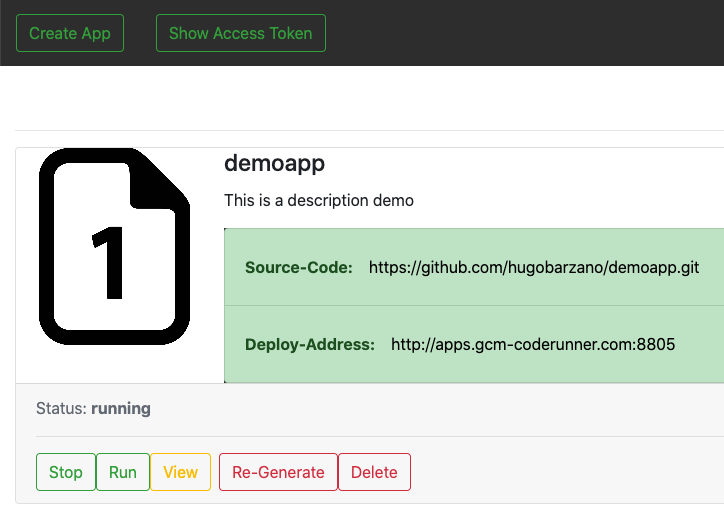 Create App Show Access Token
demoapp
This is a description demo
1
Source-Code: https://github.com/hugobarzano/demoapp.git
Deploy-Address: http://apps.gcm-coderunner.com:8805
Status: running
Stop Run View Re-Generate Delete